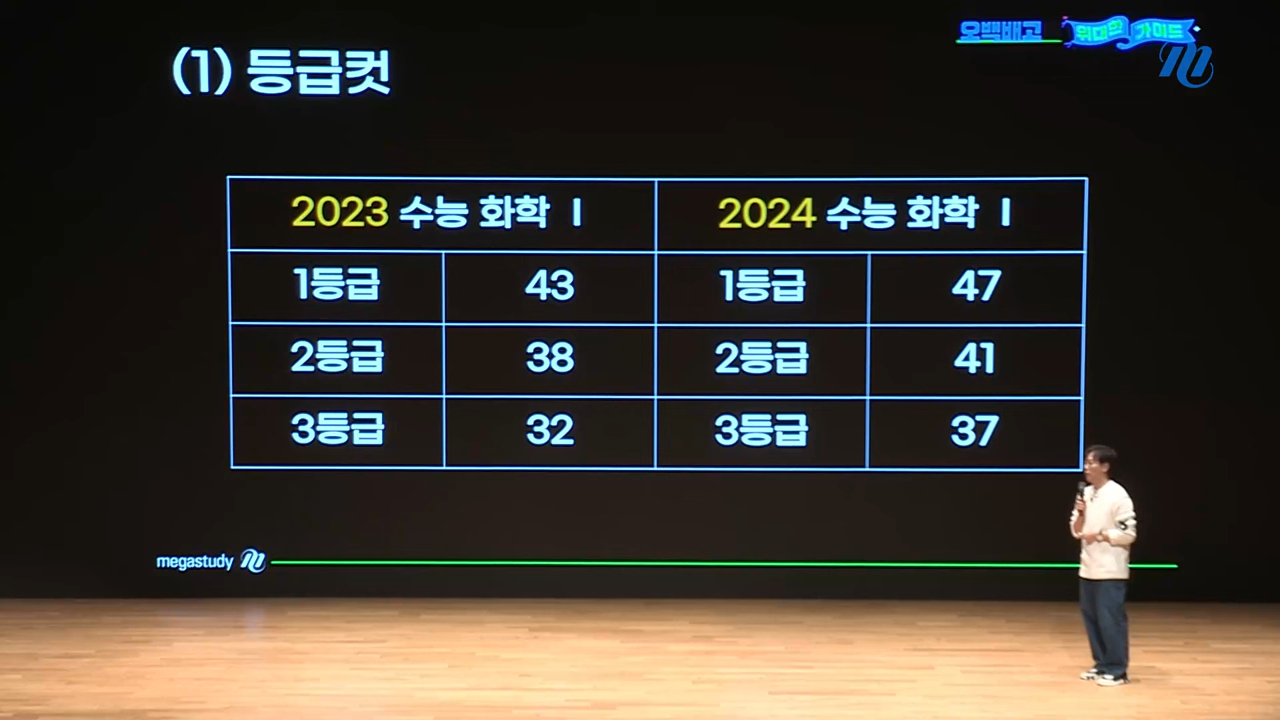 오백배고 위대한 가이드
(1) 등급컷
2023 수능 화학 I 2024 수능 화학 I
1등급 43 1등급 47
2등급 38 2등급 41
3등급 32 3등급 37
megastudy